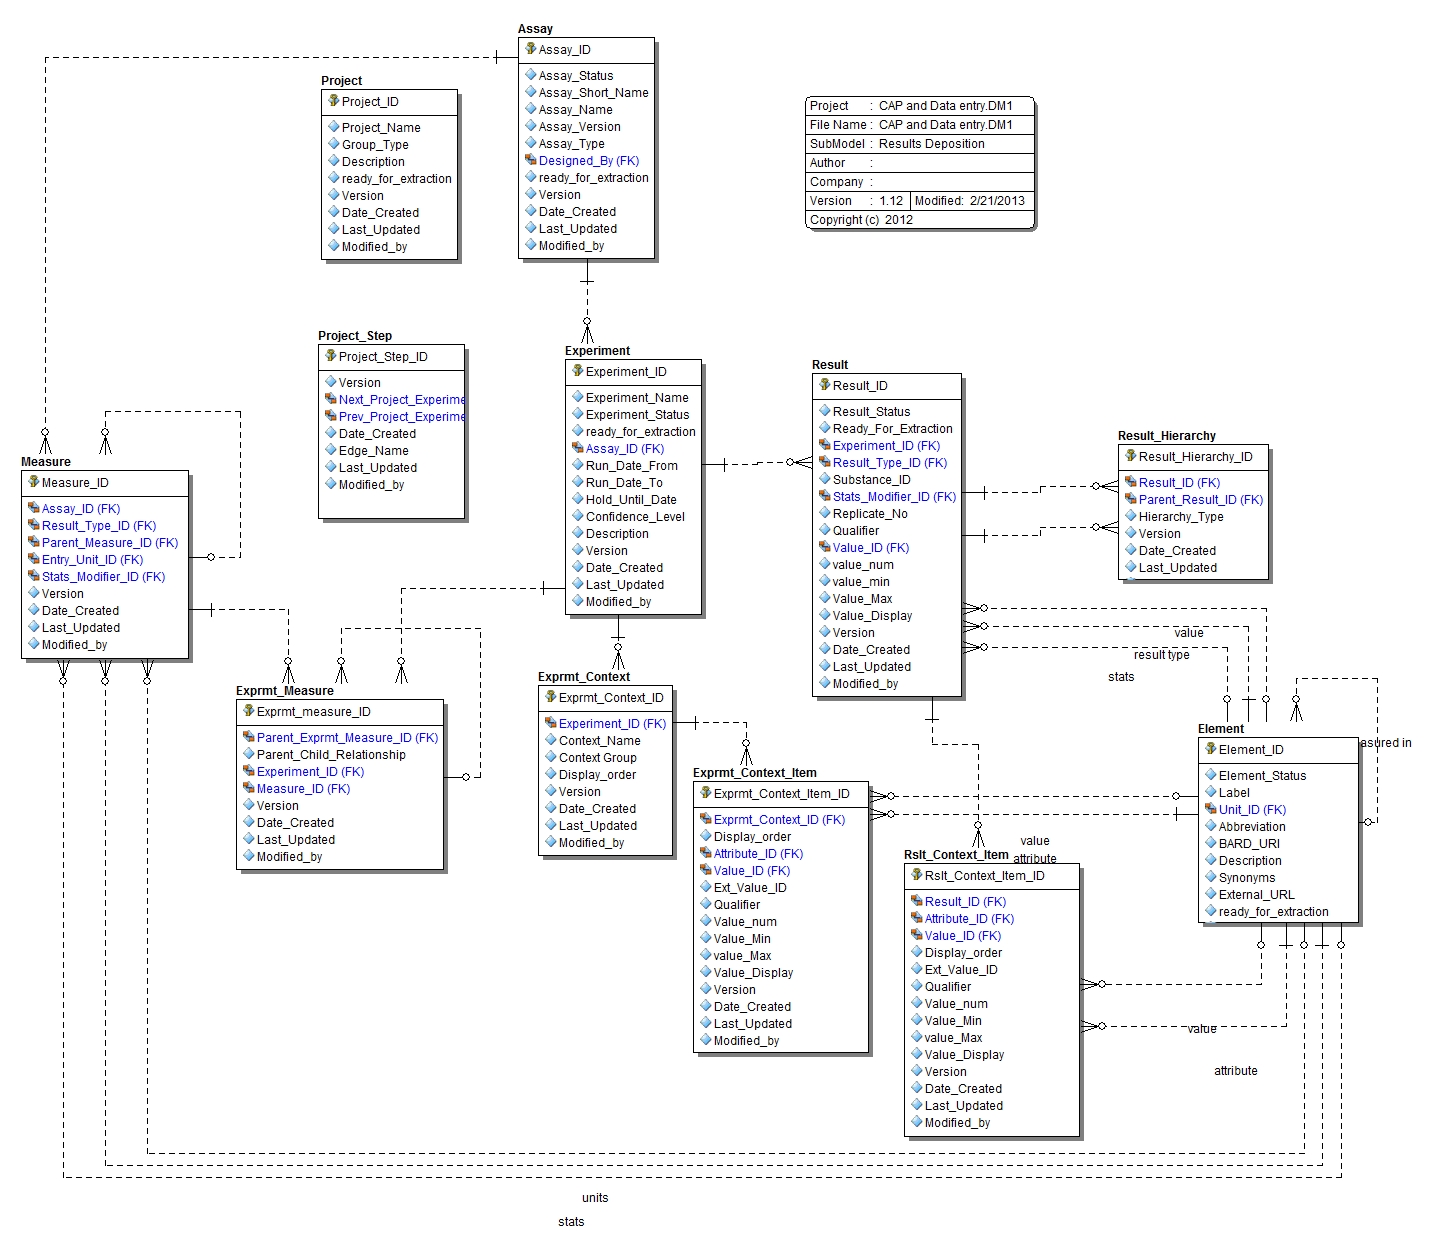 Assay
Assay_ID
Assay_Status
Assay_Short_Name
Assay_Name
Assay_Version
Assay_Type
Designed_By (FK)
ready_for_extraction
Version
Date_Created
Last_Updated
Modified_by
Project
Project_ID
Project_Name
Group_Type
Description
ready_for_extraction
Version
Date_Created
Last_Updated
Modified_by
Project : CAP and Data entry.DM1
File Name : CAP and Data entry.DM1
SubModel : Results Deposition
Author :
Company :
Version : 1.12 Modified: 2/21/2013
Copyright (c) 2012
Project_Step
Project_Step_ID
Version
Next_Project_Experime
Prev_Project_Experime
Date_Created
Edge_Name
Last_Updated
Modified_by
Experiment
Experiment_ID
Experiment_Name
Experiment_Status
ready_for_extraction
Assay_ID (FK)
Run_Date_From
Run_Date_To
Hold_Until_Date
Confidence_Level
Description
Version
Date_Created
Last_Updated
Modified_by
Result
Result_ID
Result_Status
Ready_For_Extraction
Experiment_ID (FK)
Result_Type_ID (FK)
Substance_ID
Stats_Modifier_ID (FK)
Replicate_No
Qualifier
Value_ID (FK)
value_num
value_min
Value_Max
Value_Display
Version
Date_Created
Last_Updated
Modified_by
Result_Hierarchy
Result_Hierarchy_ID
Result_ID (FK)
Parent_Result_ID (FK)
Hierarchy_Type
Version
Date_Created
Last_Updated
Measure
Measure_ID
Assay_ID (FK)
Result_Type_ID (FK)
Parent_Measure_ID (FK)
Entry_Unit_ID (FK)
Stats_Modifier_ID (FK)
Version
Date_Created
Last_Updated
Modified_by
value
result type
stats
Exprmt_Measure
Exprmt_measure_ID
Parent_Exprmt_Measure_ID (FK)
Parent_Child_Relationship
Experiment_ID (FK)
Measure_ID (FK)
Version
Date_Created
Last_Updated
Modified_by
Exprmt_Context
Exprmt_Context_ID
Experiment_ID (FK)
Context_Name
Context Group
Display_order
Version
Date_Created
Last_Updated
Modified_by
Element
Element_ID
Element_Status
Label
Unit_ID (FK)
Abbreviation
BARD_URI
Description
Synonyms
External_URL
ready_for_extraction
asured in
Exprmt_Context_Item
Exprmt_Context_Item_ID
Exprmt_Context_ID (FK)
Display_order
Attribute_ID (FK)
Value_ID (FK)
Ext_Value_ID
Qualifier
Value_num
Value_Min
value_Max
Value_Display
Version
Date_Created
Last_Updated
Modified_by
value
attribute
Rslt_Context_Item
Rslt_Context_Item_ID
Result_ID (FK)
Attribute_ID (FK)
Value_ID (FK)
Display_order
Ext_Value_ID
Qualifier
Value_num
Value_Min
value_Max
Value_Display
Version
Date_Created
Last_Updated
Modified_by
value
attribute
units
stats